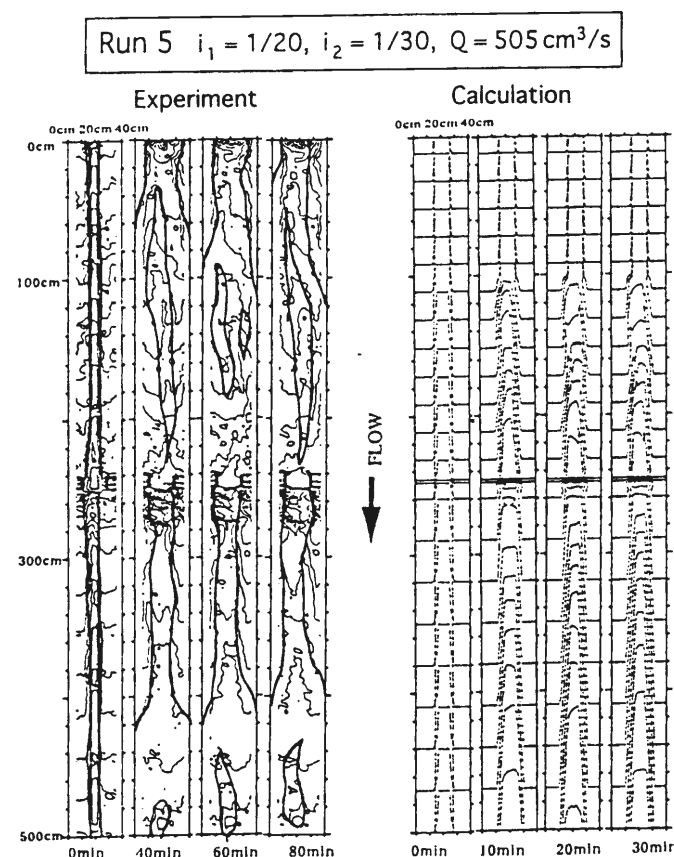 Run 5 i₁ = 1/20, i₂ = 1/30, Q = 505 cm³/s
Experiment
Calculation
0cm 20cm 40cm
0cm 20cm 40cm
0cm
100cm
300cm
500cm
FLOW
0min 40min 60min 80min
0min 10min 20min 30min